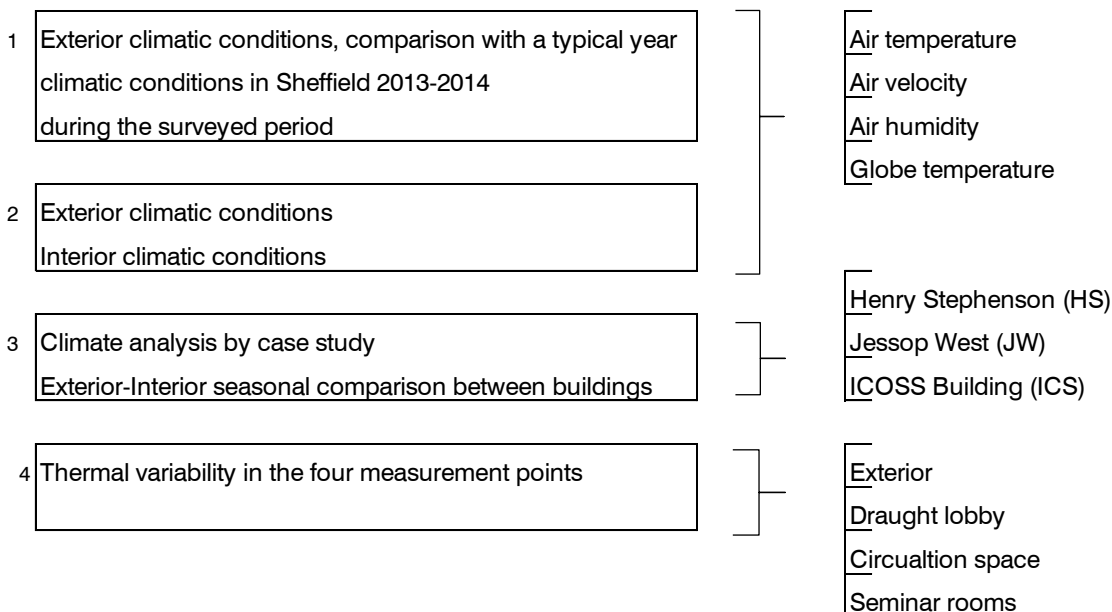 1 Exterior climatic conditions, comparison with a typical year
climatic conditions in Sheffield 2013-2014
during the surveyed period
Air temperature
Air velocity
Air humidity
Globe temperature
2 Exterior climatic conditions
Interior climatic conditions
3 Climate analysis by case study
Exterior-Interior seasonal comparison between buildings
Henry Stephenson (HS)
Jessop West (JW)
ICOSS Building (ICS)
4 Thermal variability in the four measurement points
Exterior
Draught lobby
Circualtion space
Seminar rooms